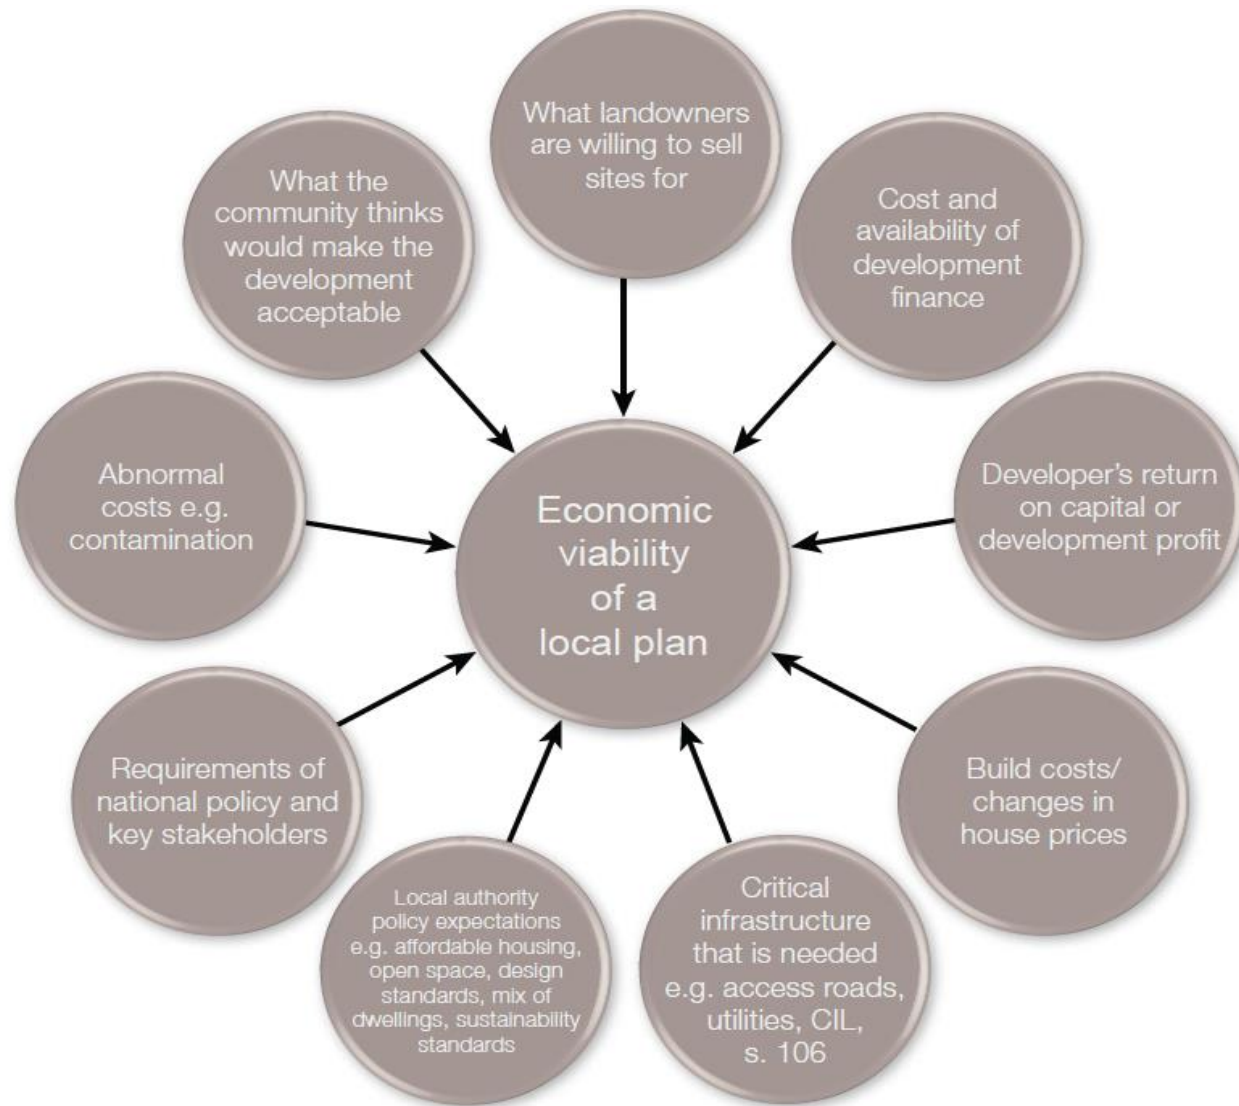 What landowners
are willing to sell
sites for
Cost and
availability of
development
finance
Developer’s return
on capital or
development profit
Build costs/
changes in
house prices
Critical
infrastructure
that is needed
e.g. access roads,
utilities, CIL,
s. 106
Local authority
policy expectations
e.g. affordable housing,
open space, design
standards, mix of
dwellings, sustainability
standards
Requirements of
national policy and
key stakeholders
Abnormal
costs e.g.
contamination
What the
community thinks
would make the
development
acceptable
Economic
viability
of a
local plan